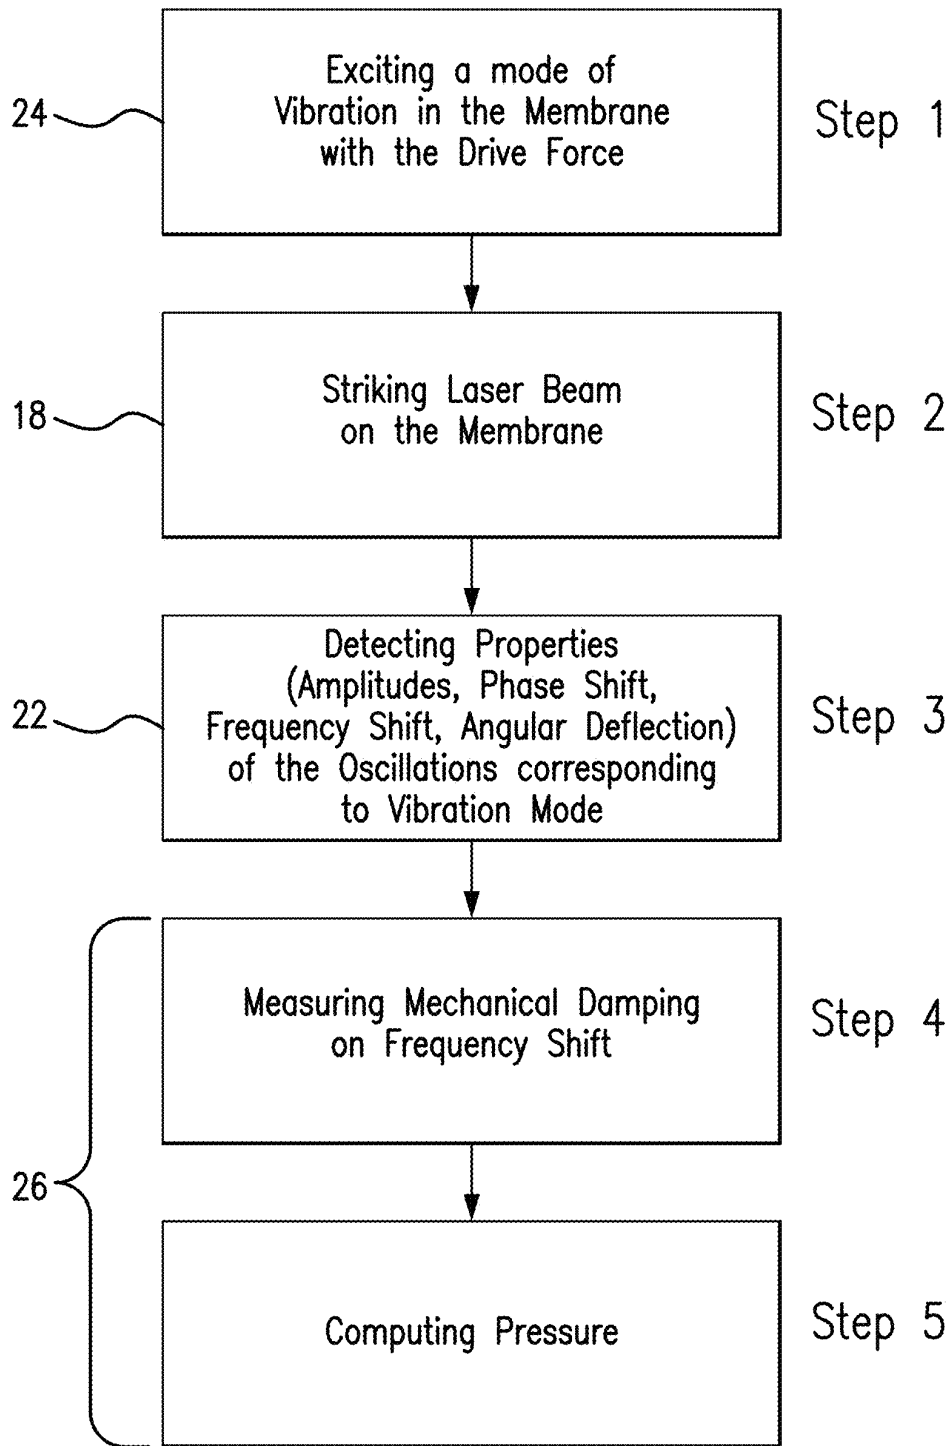 Exciting a mode of
Vibration in the Membrane
with the Drive Force
24
Step 1
Striking Laser Beam
on the Membrane
18
Step 2
Detecting Properties
(Amplitudes, Phase Shift,
Frequency Shift, Angular Deflection)
of the Oscillations corresponding
to Vibration Mode
22
Step 3
Measuring Mechanical Damping
on Frequency Shift
Step 4
26
Computing Pressure
Step 5